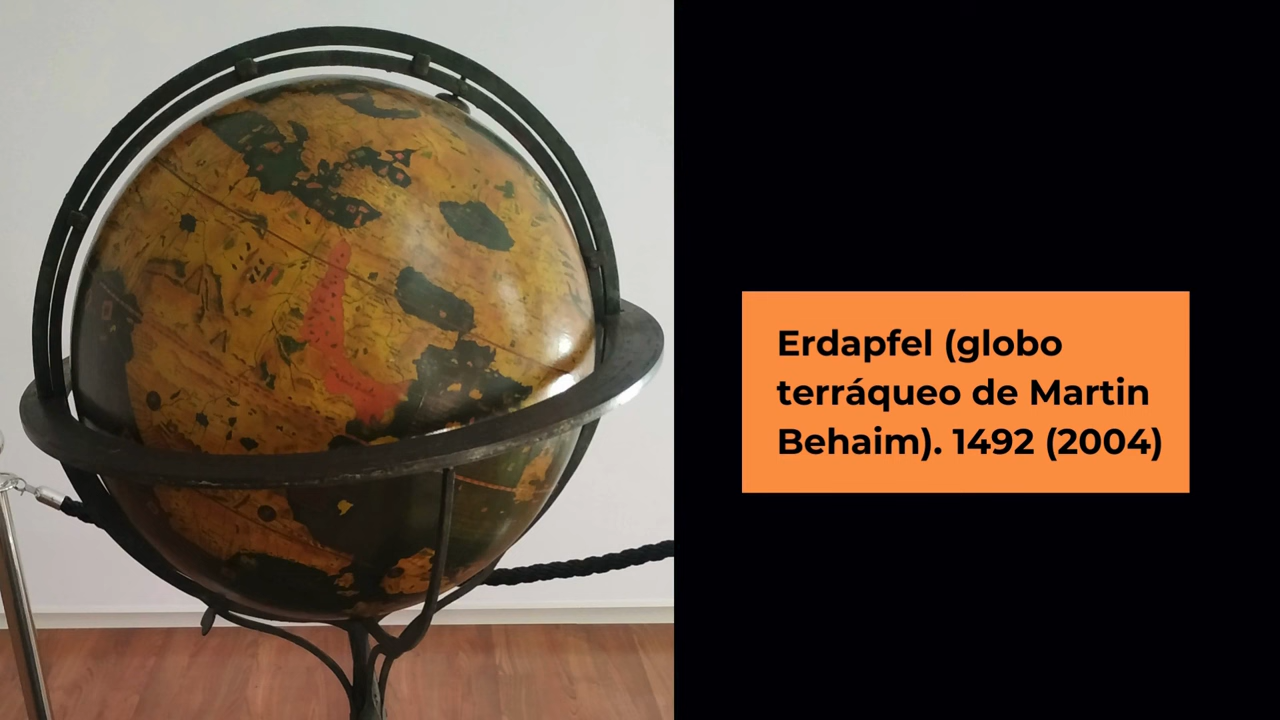 Erdapfel (globo
terráqueo de Martin
Behaim). 1492 (2004)